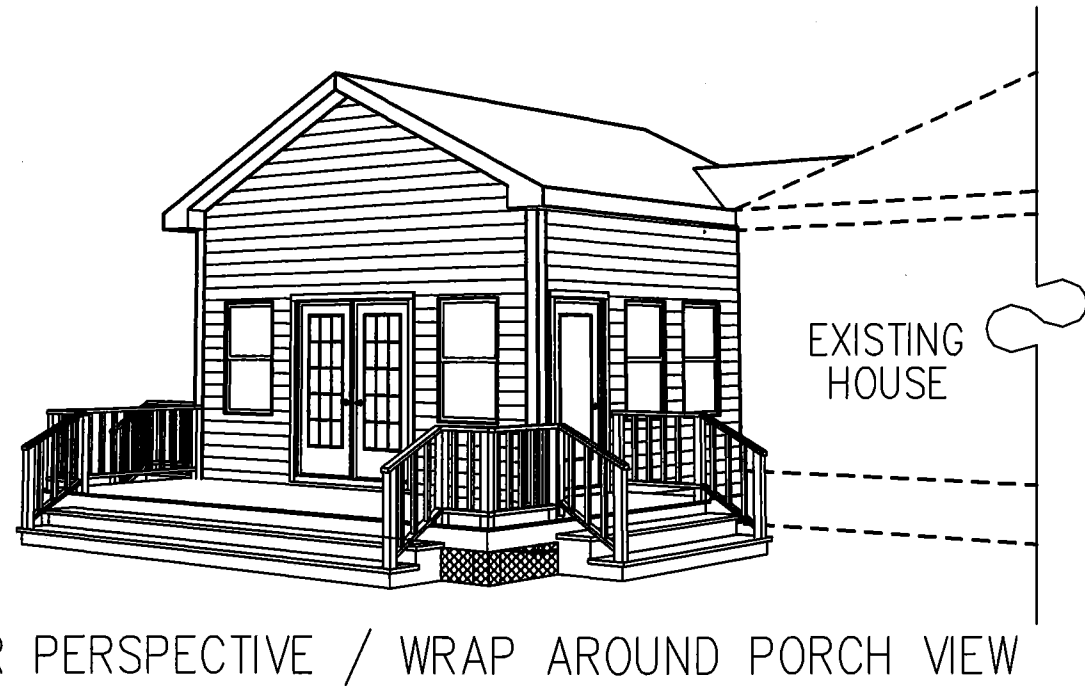 EXISTING
HOUSE
R PERSPECTIVE / WRAP AROUND PORCH VIEW